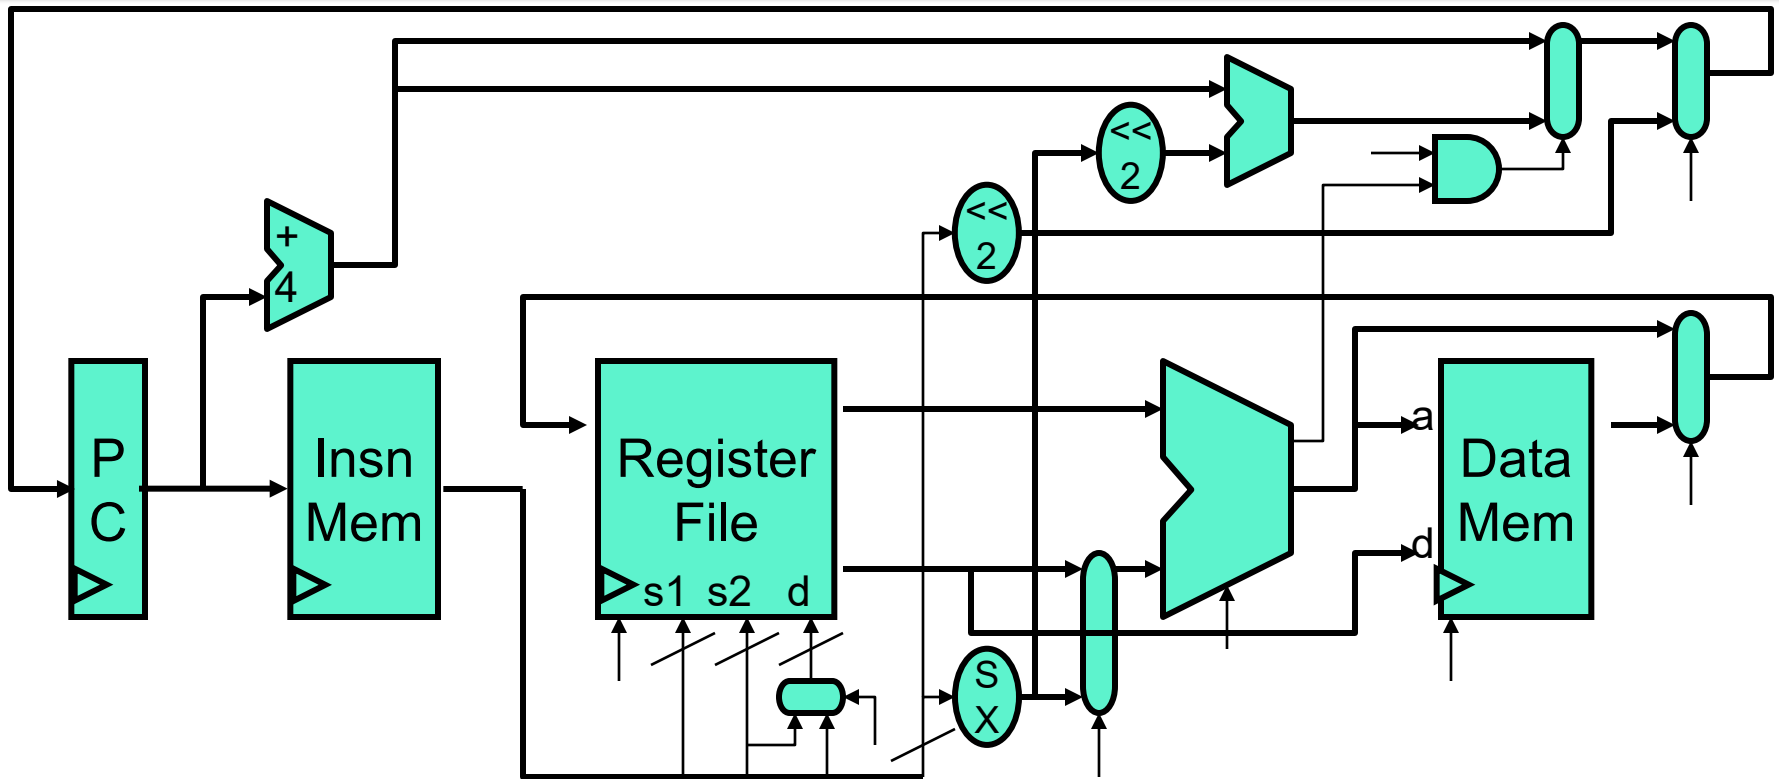 <<
2
<<
2
+
4
P
C
Insn
Mem
Register
File
s1 s2 d
a
Data
Mem
d
S
X